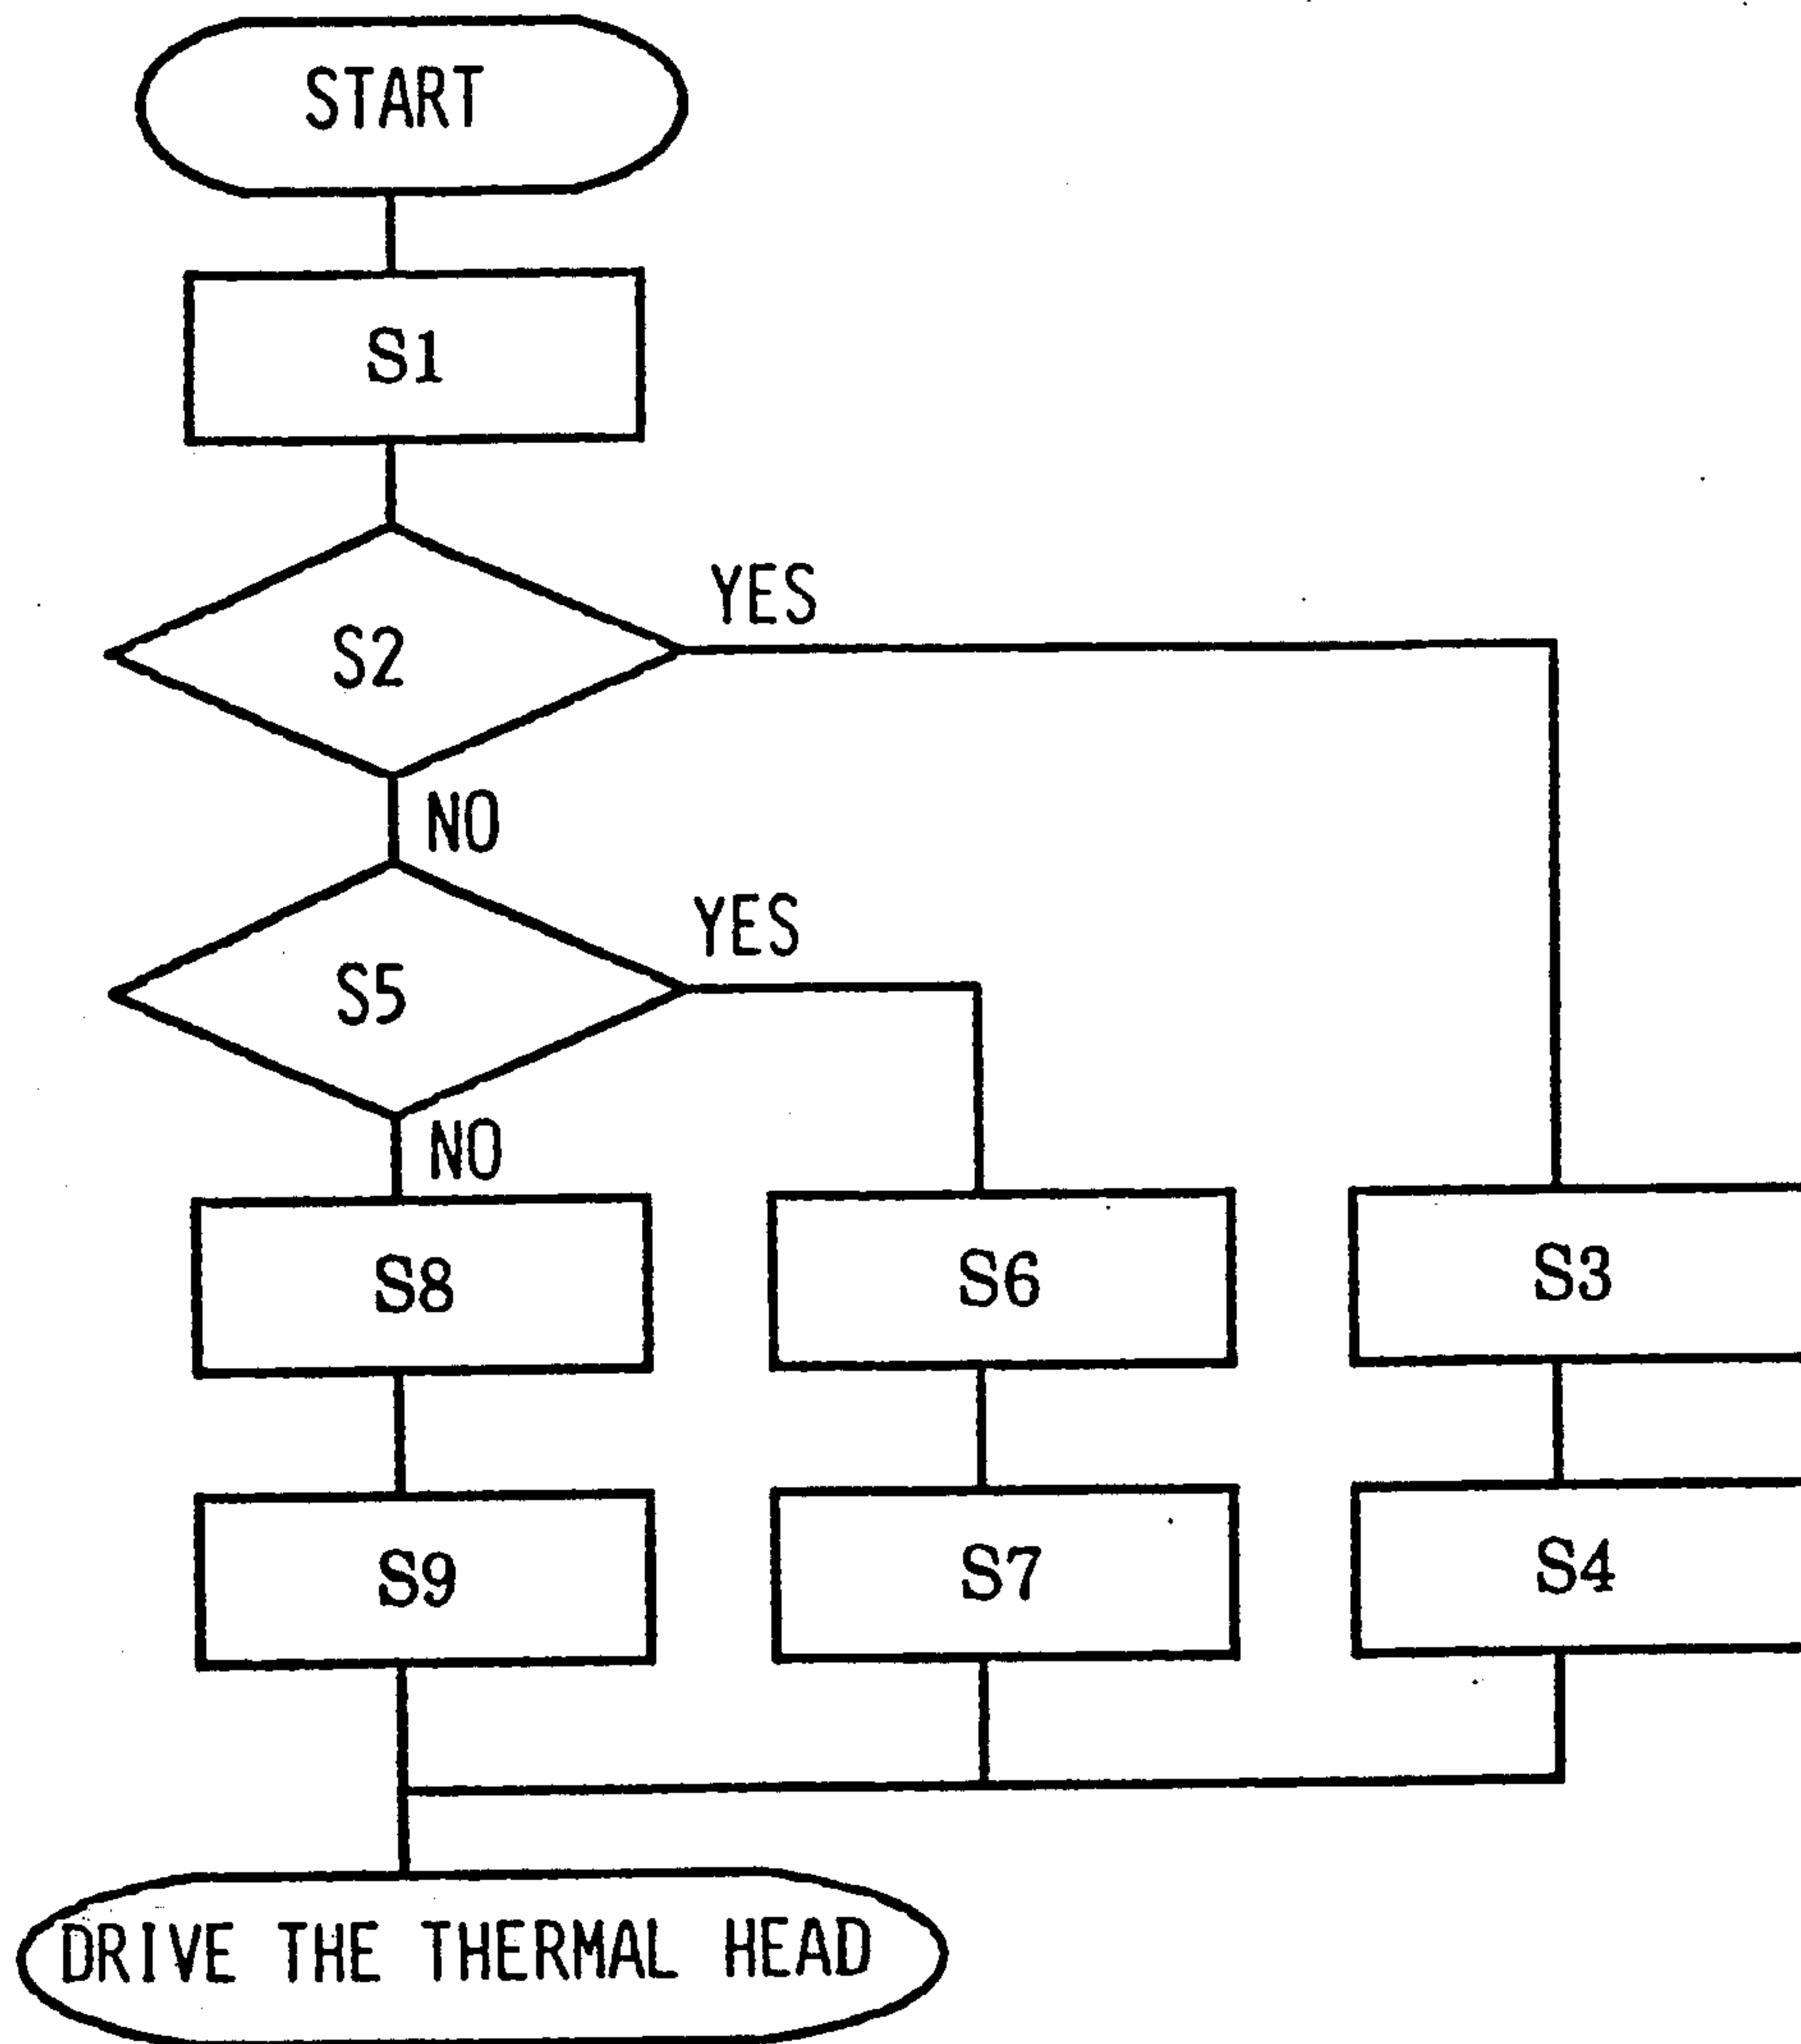 START
S1
S2
YES
NO
S5
YES
NO
S8
S6
S3
S9
S7
S4
DRIVE THE THERMAL HEAD